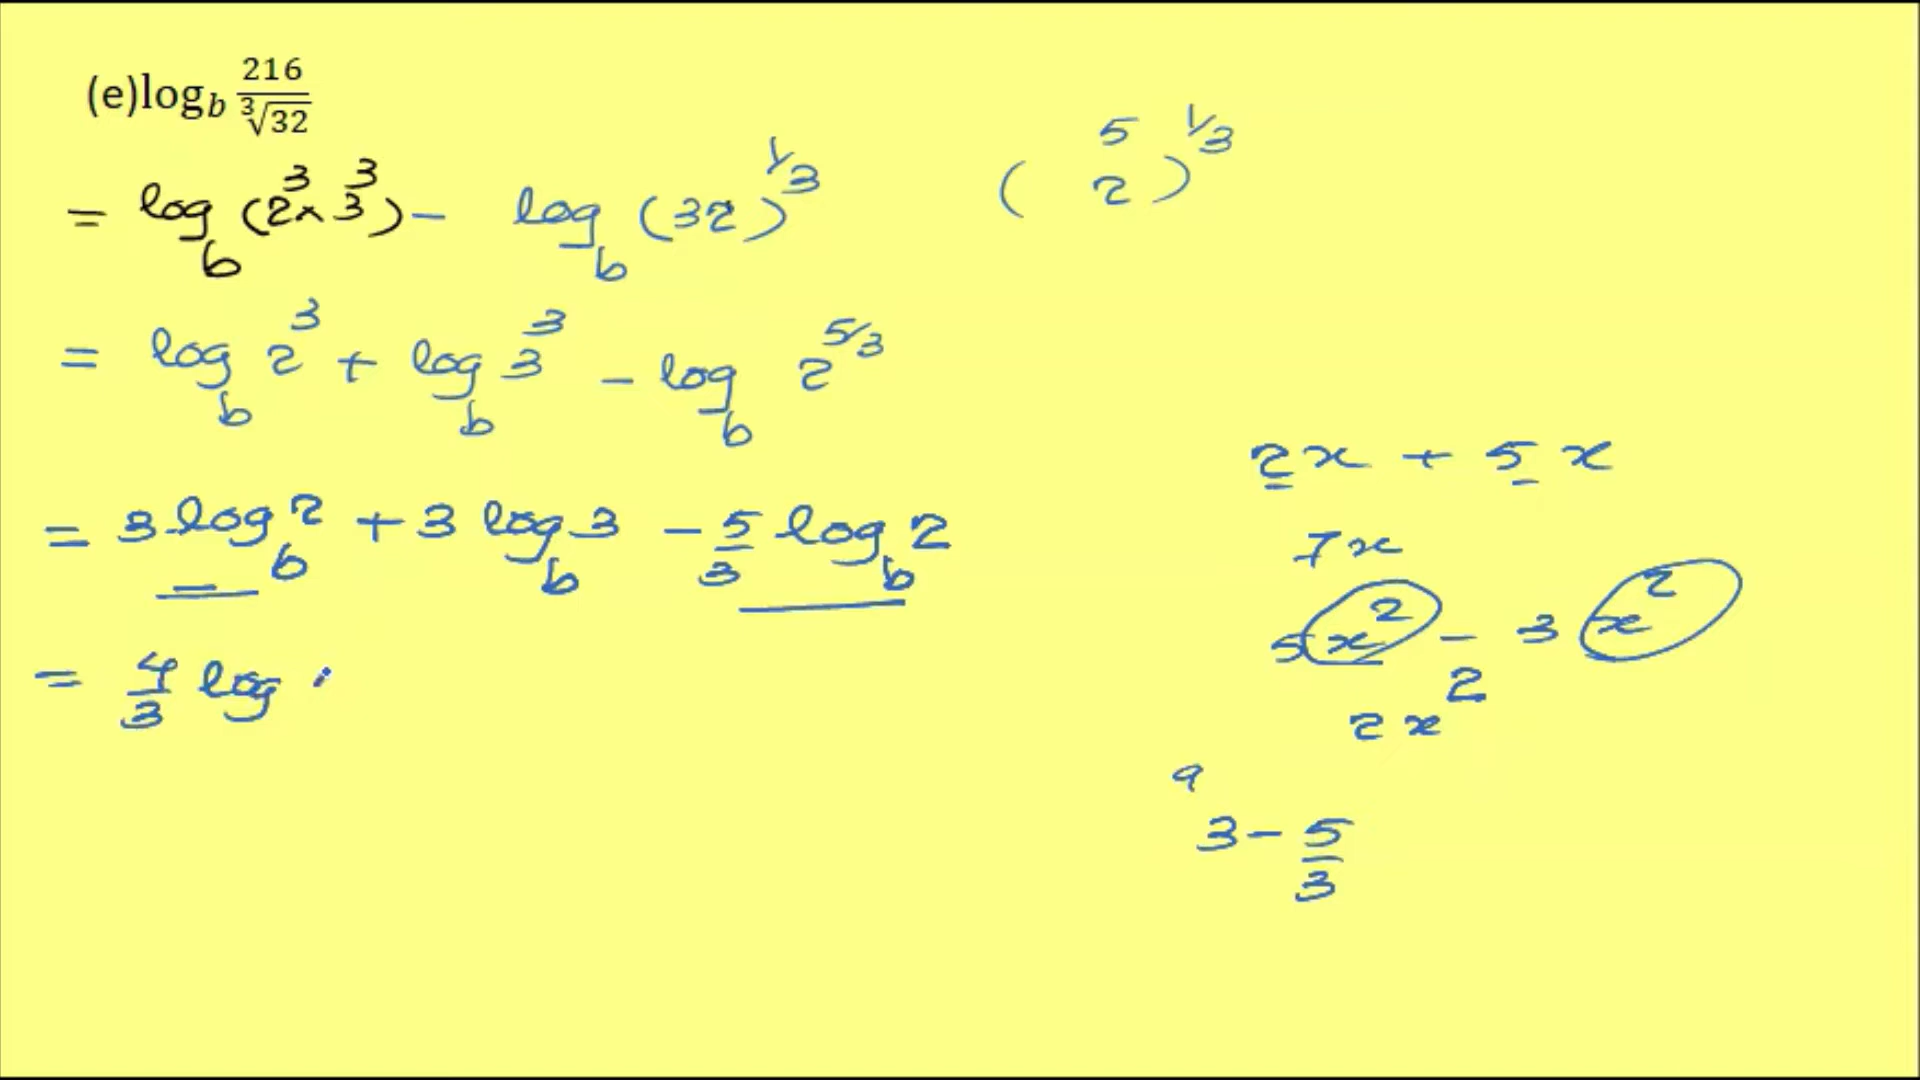 (e)log_b 216/∛32
= log_b (2^3 × 3^3) - log_b (32)^{1/3}
(2^5)^{1/3}
= log_b 2^3 + log_b 3^3 - log_b 2^{5/3}
= 3 log_b 2 + 3 log_b 3 - 5/3 log_b 2
= 4/3 log
2x + 5x
7x
5x^2 - 3x^2
2x^2
9
3 - 5/3